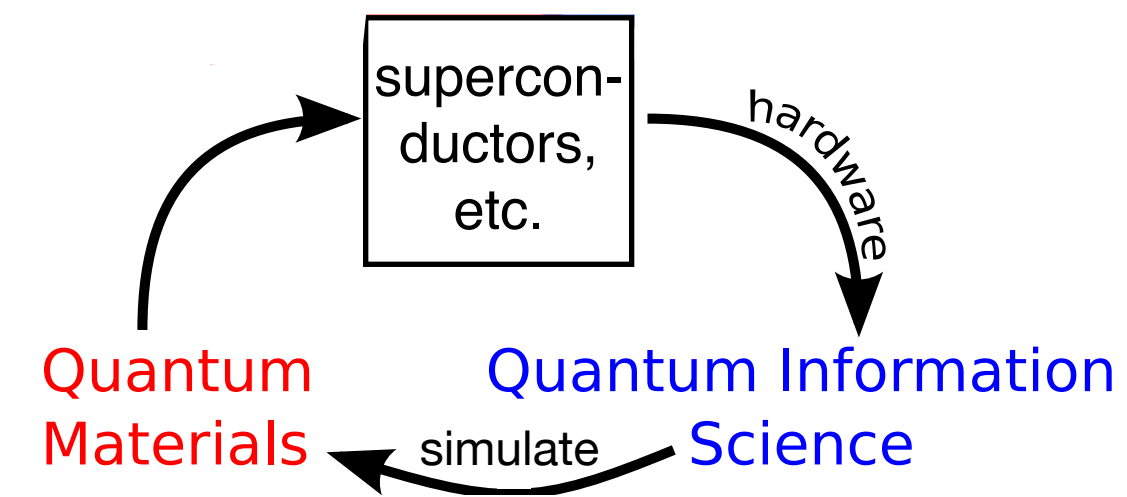 supercon-
ductors,
etc.
hardware
Quantum
Materials
Quantum Information
Science
simulate